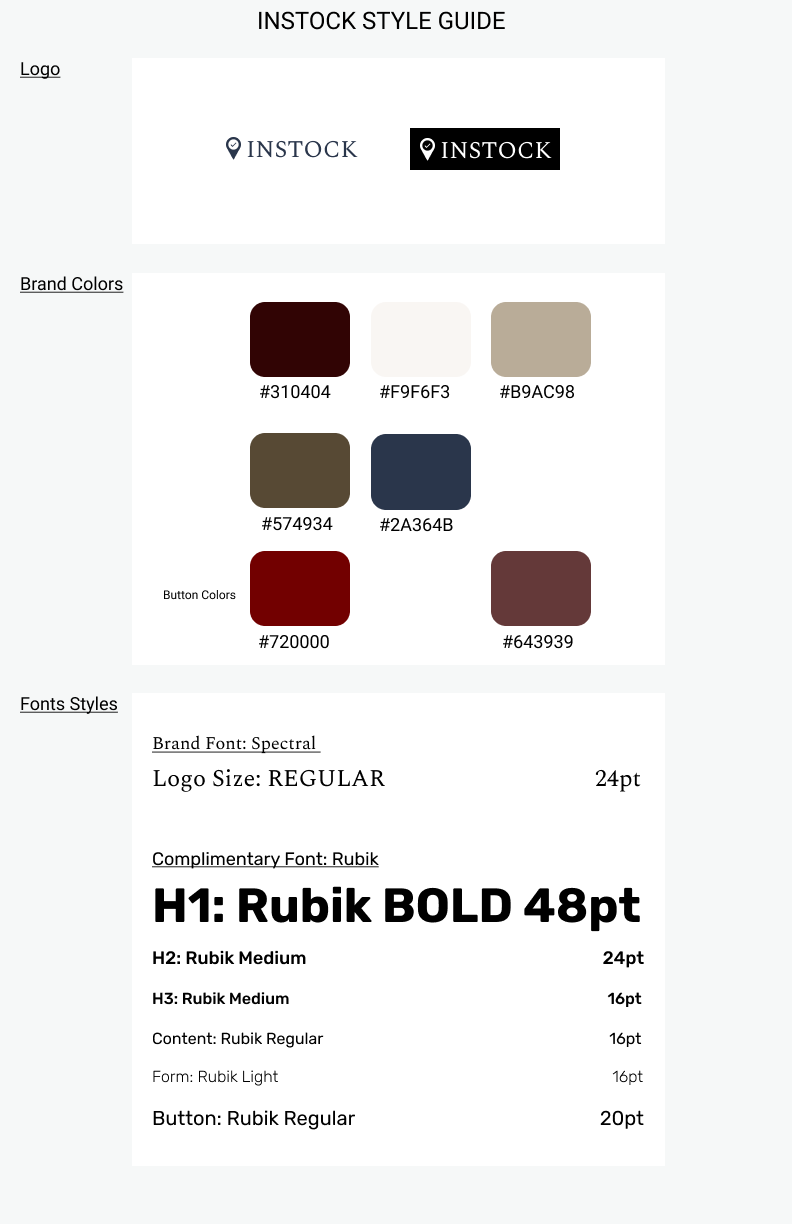 INSTOCK STYLE GUIDE
Logo
INSTOCK
INSTOCK
Brand Colors
#310404 #F9F6F3 #B9AC98
#574934 #2A364B
Button Colors
#720000 #643939
Fonts Styles
Brand Font: Spectral
Logo Size: REGULAR 24pt
Complimentary Font: Rubik
H1: Rubik BOLD 48pt
H2: Rubik Medium 24pt
H3: Rubik Medium 16pt
Content: Rubik Regular 16pt
Form: Rubik Light 16pt
Button: Rubik Regular 20pt